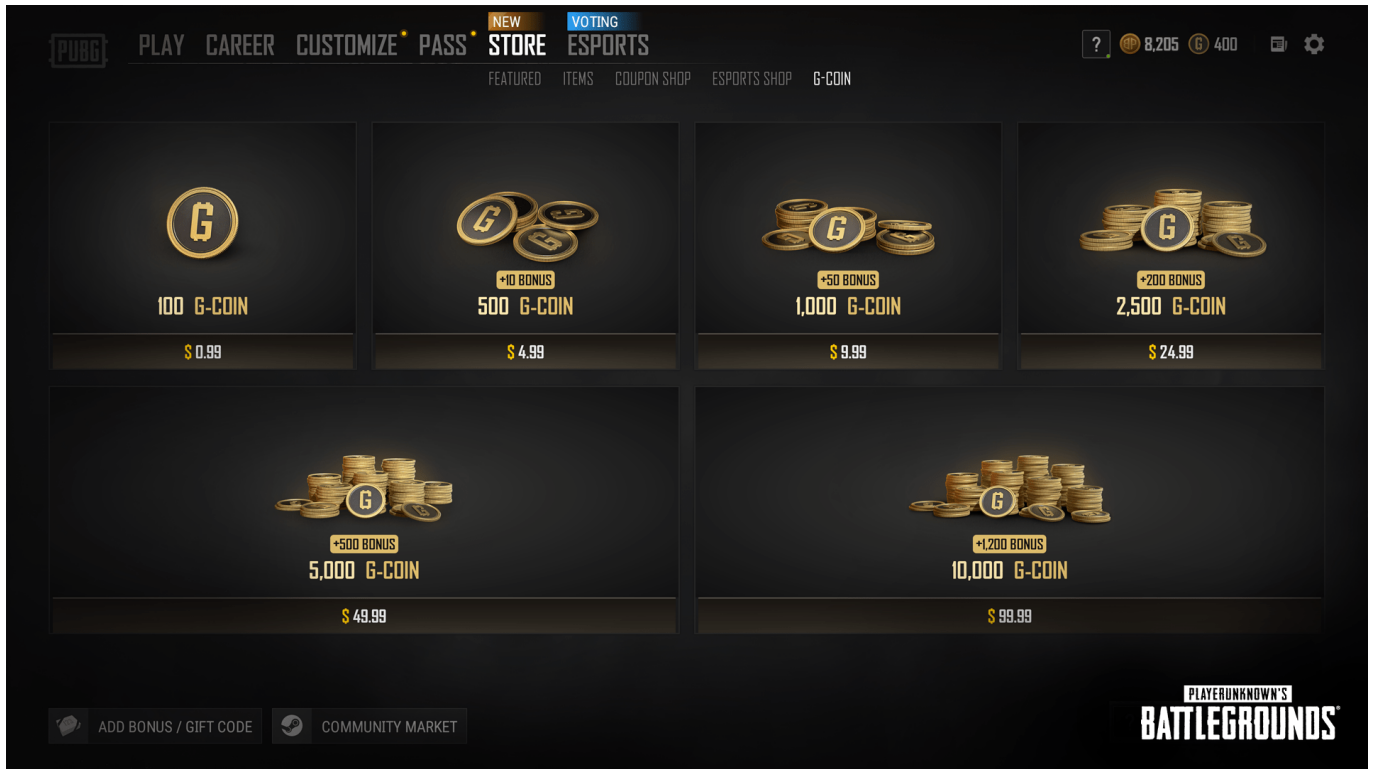 NEW
VOTING
PUBG
PLAY CAREER CUSTOMIZE PASS STORE ESPORTS
? 8,205 G 400
FEATURED ITEMS COUPON SHOP ESPORTS SHOP G-COIN
G
100 G-COIN
$ 0.99
G
+10 BONUS
500 G-COIN
$ 4.99
G
+50 BONUS
1,000 G-COIN
$ 9.99
G
+200 BONUS
2,500 G-COIN
$ 24.99
G
+500 BONUS
5,000 G-COIN
$ 49.99
G
+1,200 BONUS
10,000 G-COIN
$ 99.99
ADD BONUS / GIFT CODE
COMMUNITY MARKET
PLAYERUNKNOWN'S
BATTLEGROUNDS